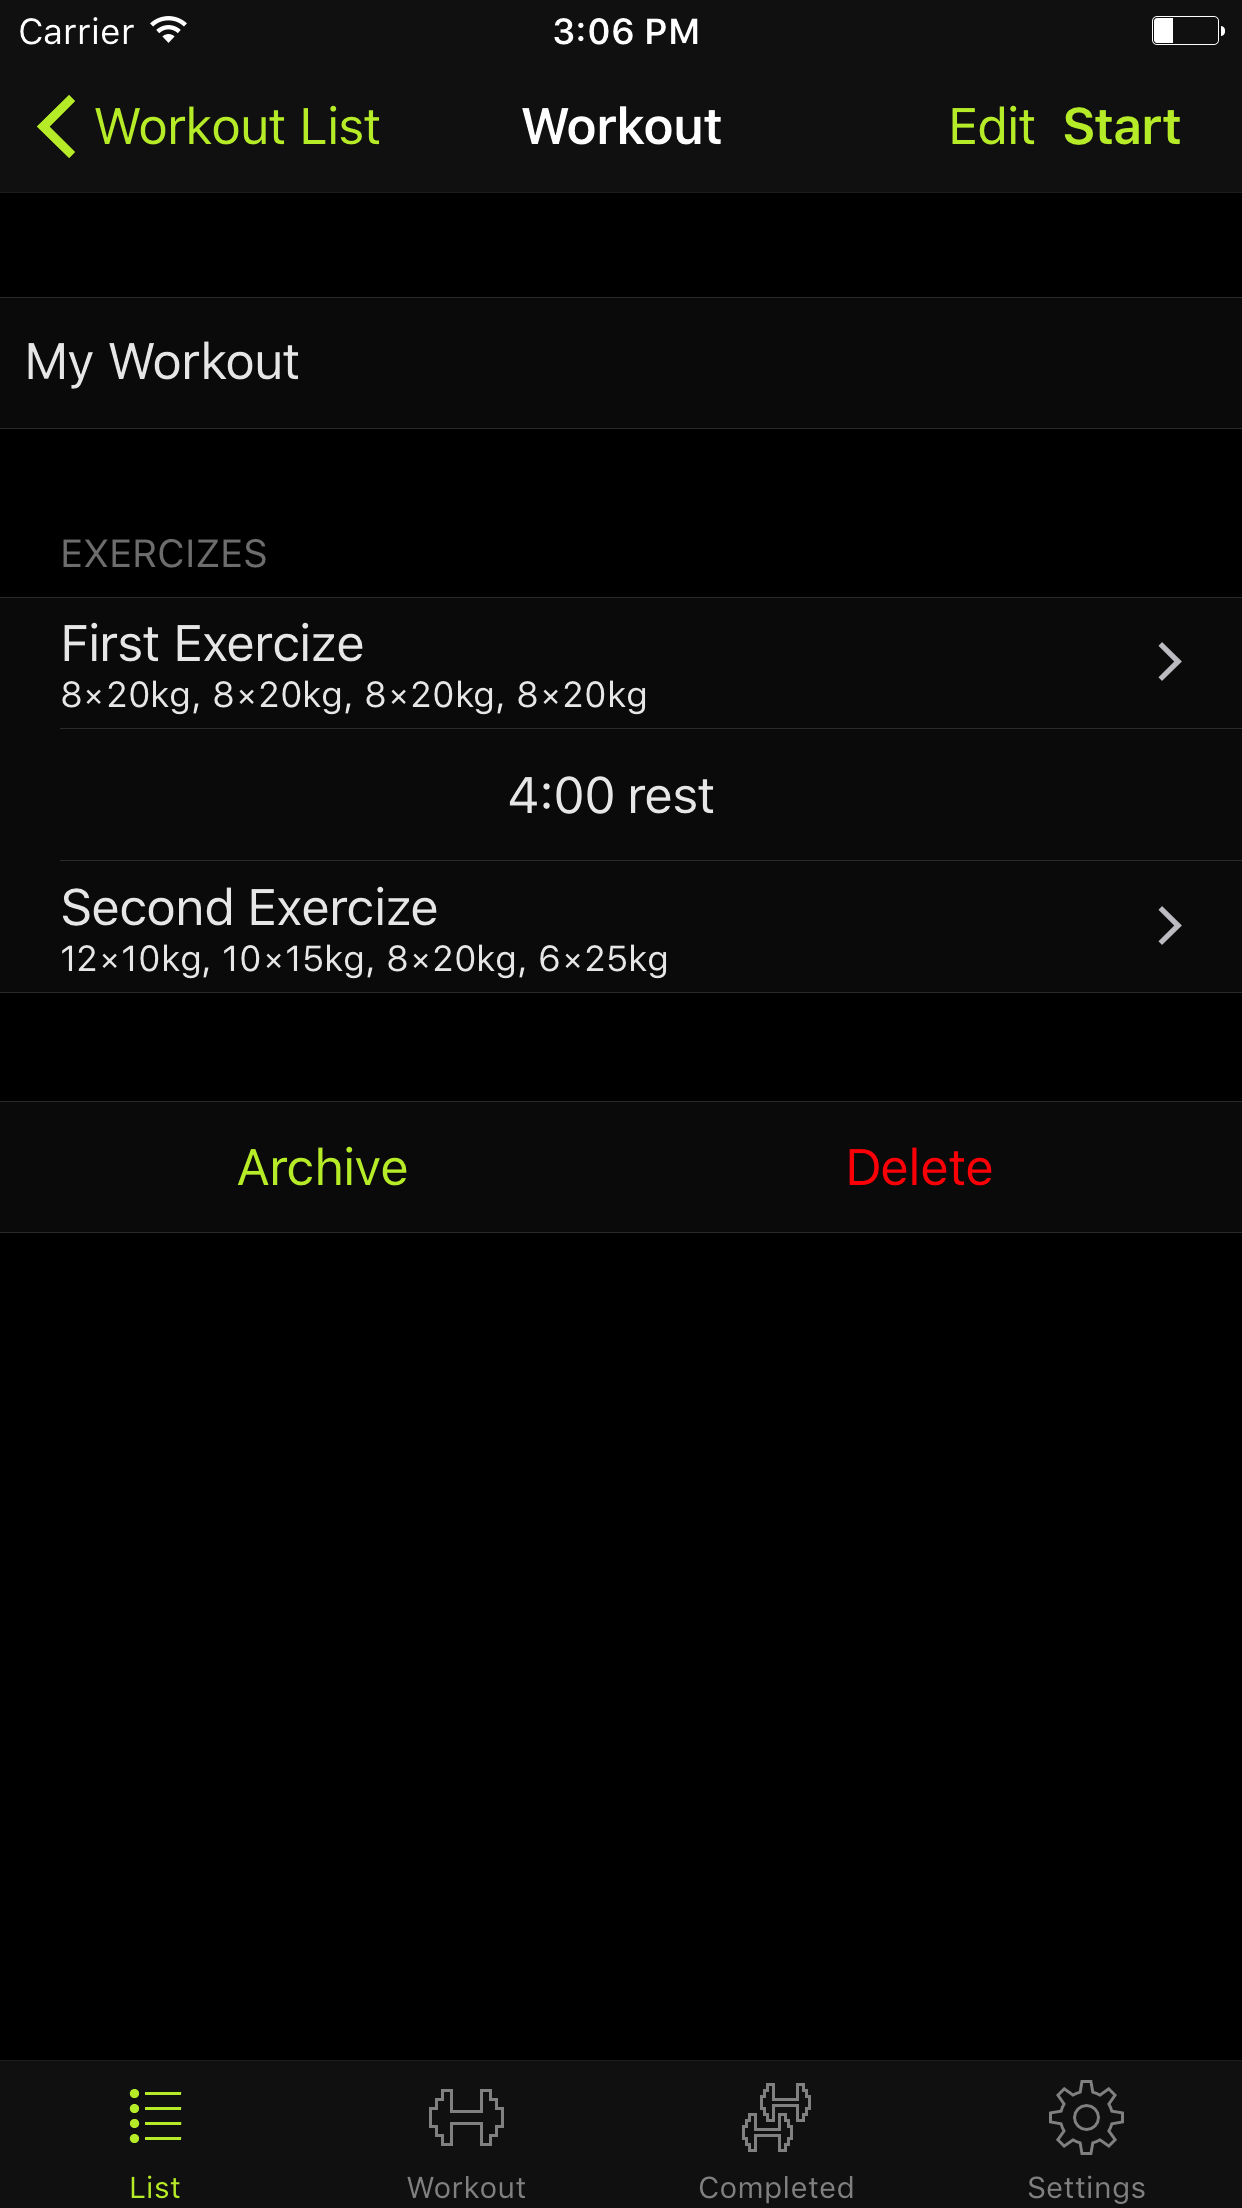 Carrier 3:06 PM
Workout List Workout Edit Start
My Workout
EXERCIZES
First Exercize
8×20kg, 8×20kg, 8×20kg, 8×20kg
4:00 rest
Second Exercize
12×10kg, 10×15kg, 8×20kg, 6×25kg
Archive Delete
List Workout Completed Settings